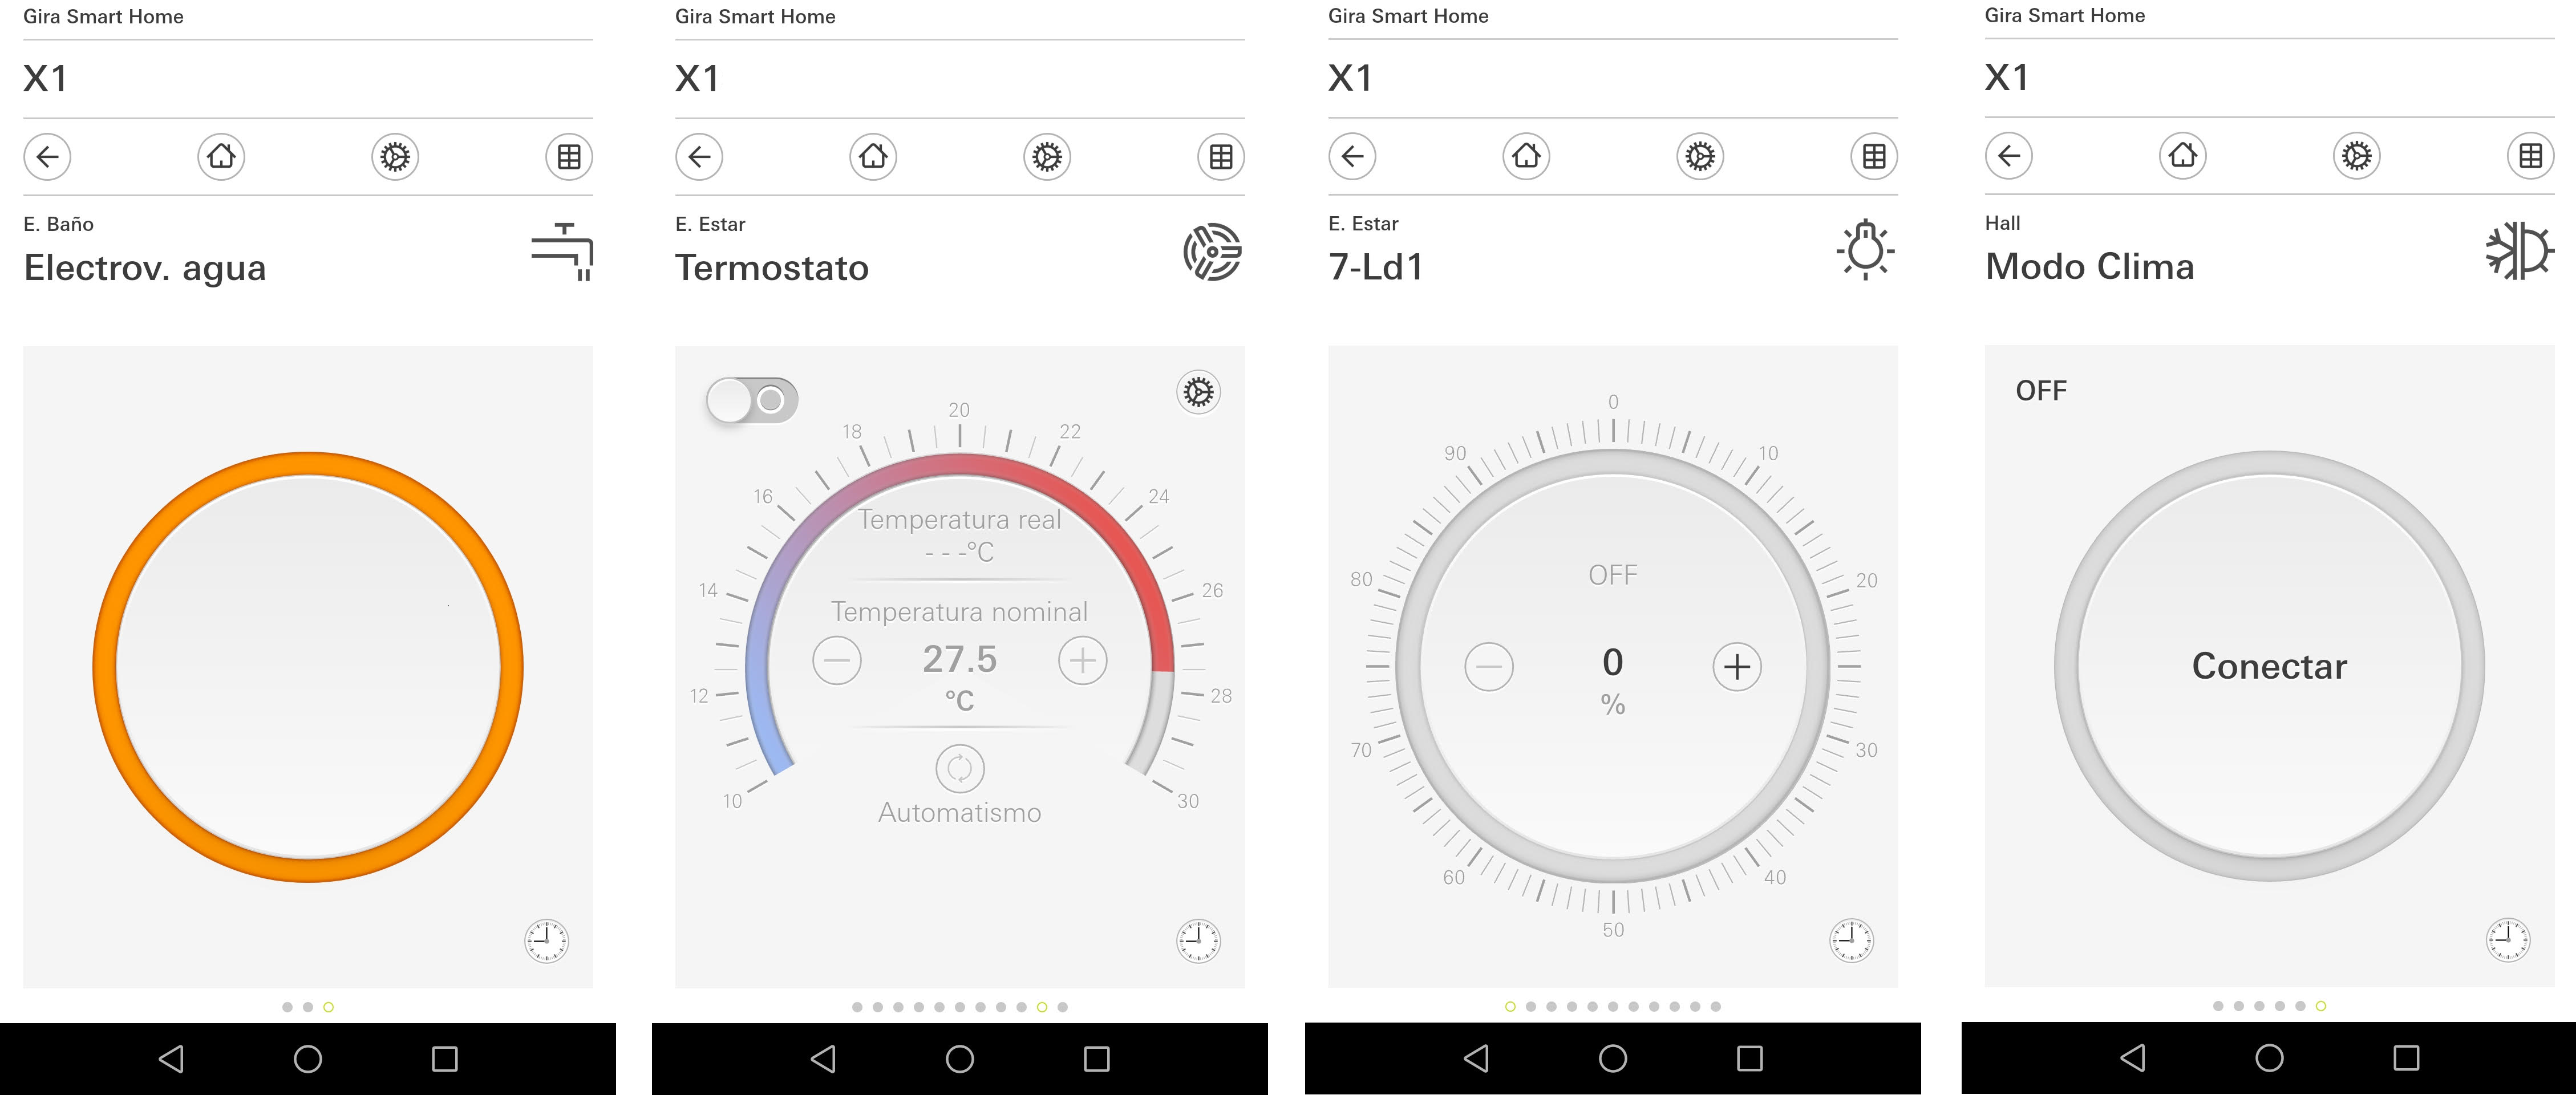 Gira Smart Home
X1
E. Baño
Electrov. agua
Gira Smart Home
X1
E. Estar
Termostato
20
18
22
16
24
Temperatura real
- - -°C
14
26
Temperatura nominal
27.5
°C
12
28
10
30
Automatismo
Gira Smart Home
X1
E. Estar
7-Ld1
0
90
10
80
20
OFF
0
%
70
30
60
40
50
Gira Smart Home
X1
Hall
Modo Clima
OFF
Conectar